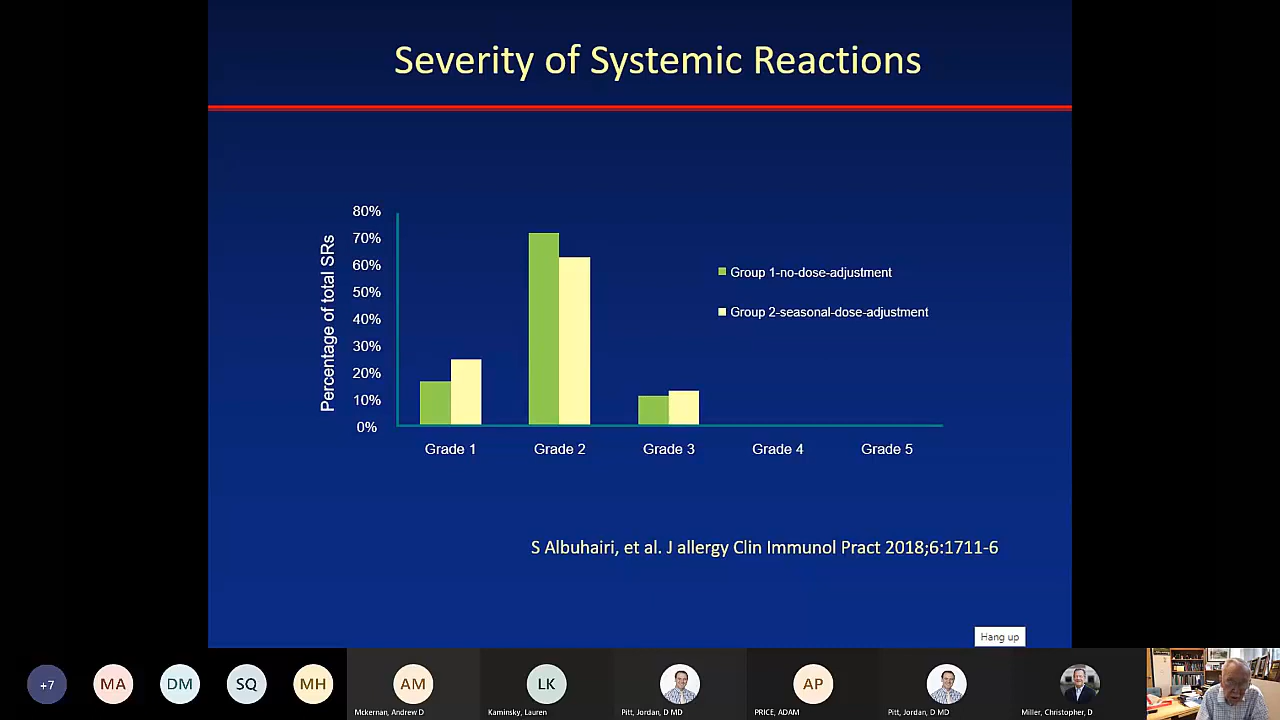 Severity of Systemic Reactions
Percentage of total SRs
80%
70%
60%
50%
40%
30%
20%
10%
0%
Group 1-no-dose-adjustment
Group 2-seasonal-dose-adjustment
Grade 1
Grade 2
Grade 3
Grade 4
Grade 5
S Albuhairi, et al. J allergy Clin Immunol Pract 2018;6:1711-6
Hang up
+7
MA
DM
SQ
MH
AM
LK
AP
Mckernan, Andrew D
Kaminsky, Lauren
Pitt, Jordan, D MD
PRICE, ADAM
Pitt, Jordan, D MD
Miller, Christopher, D